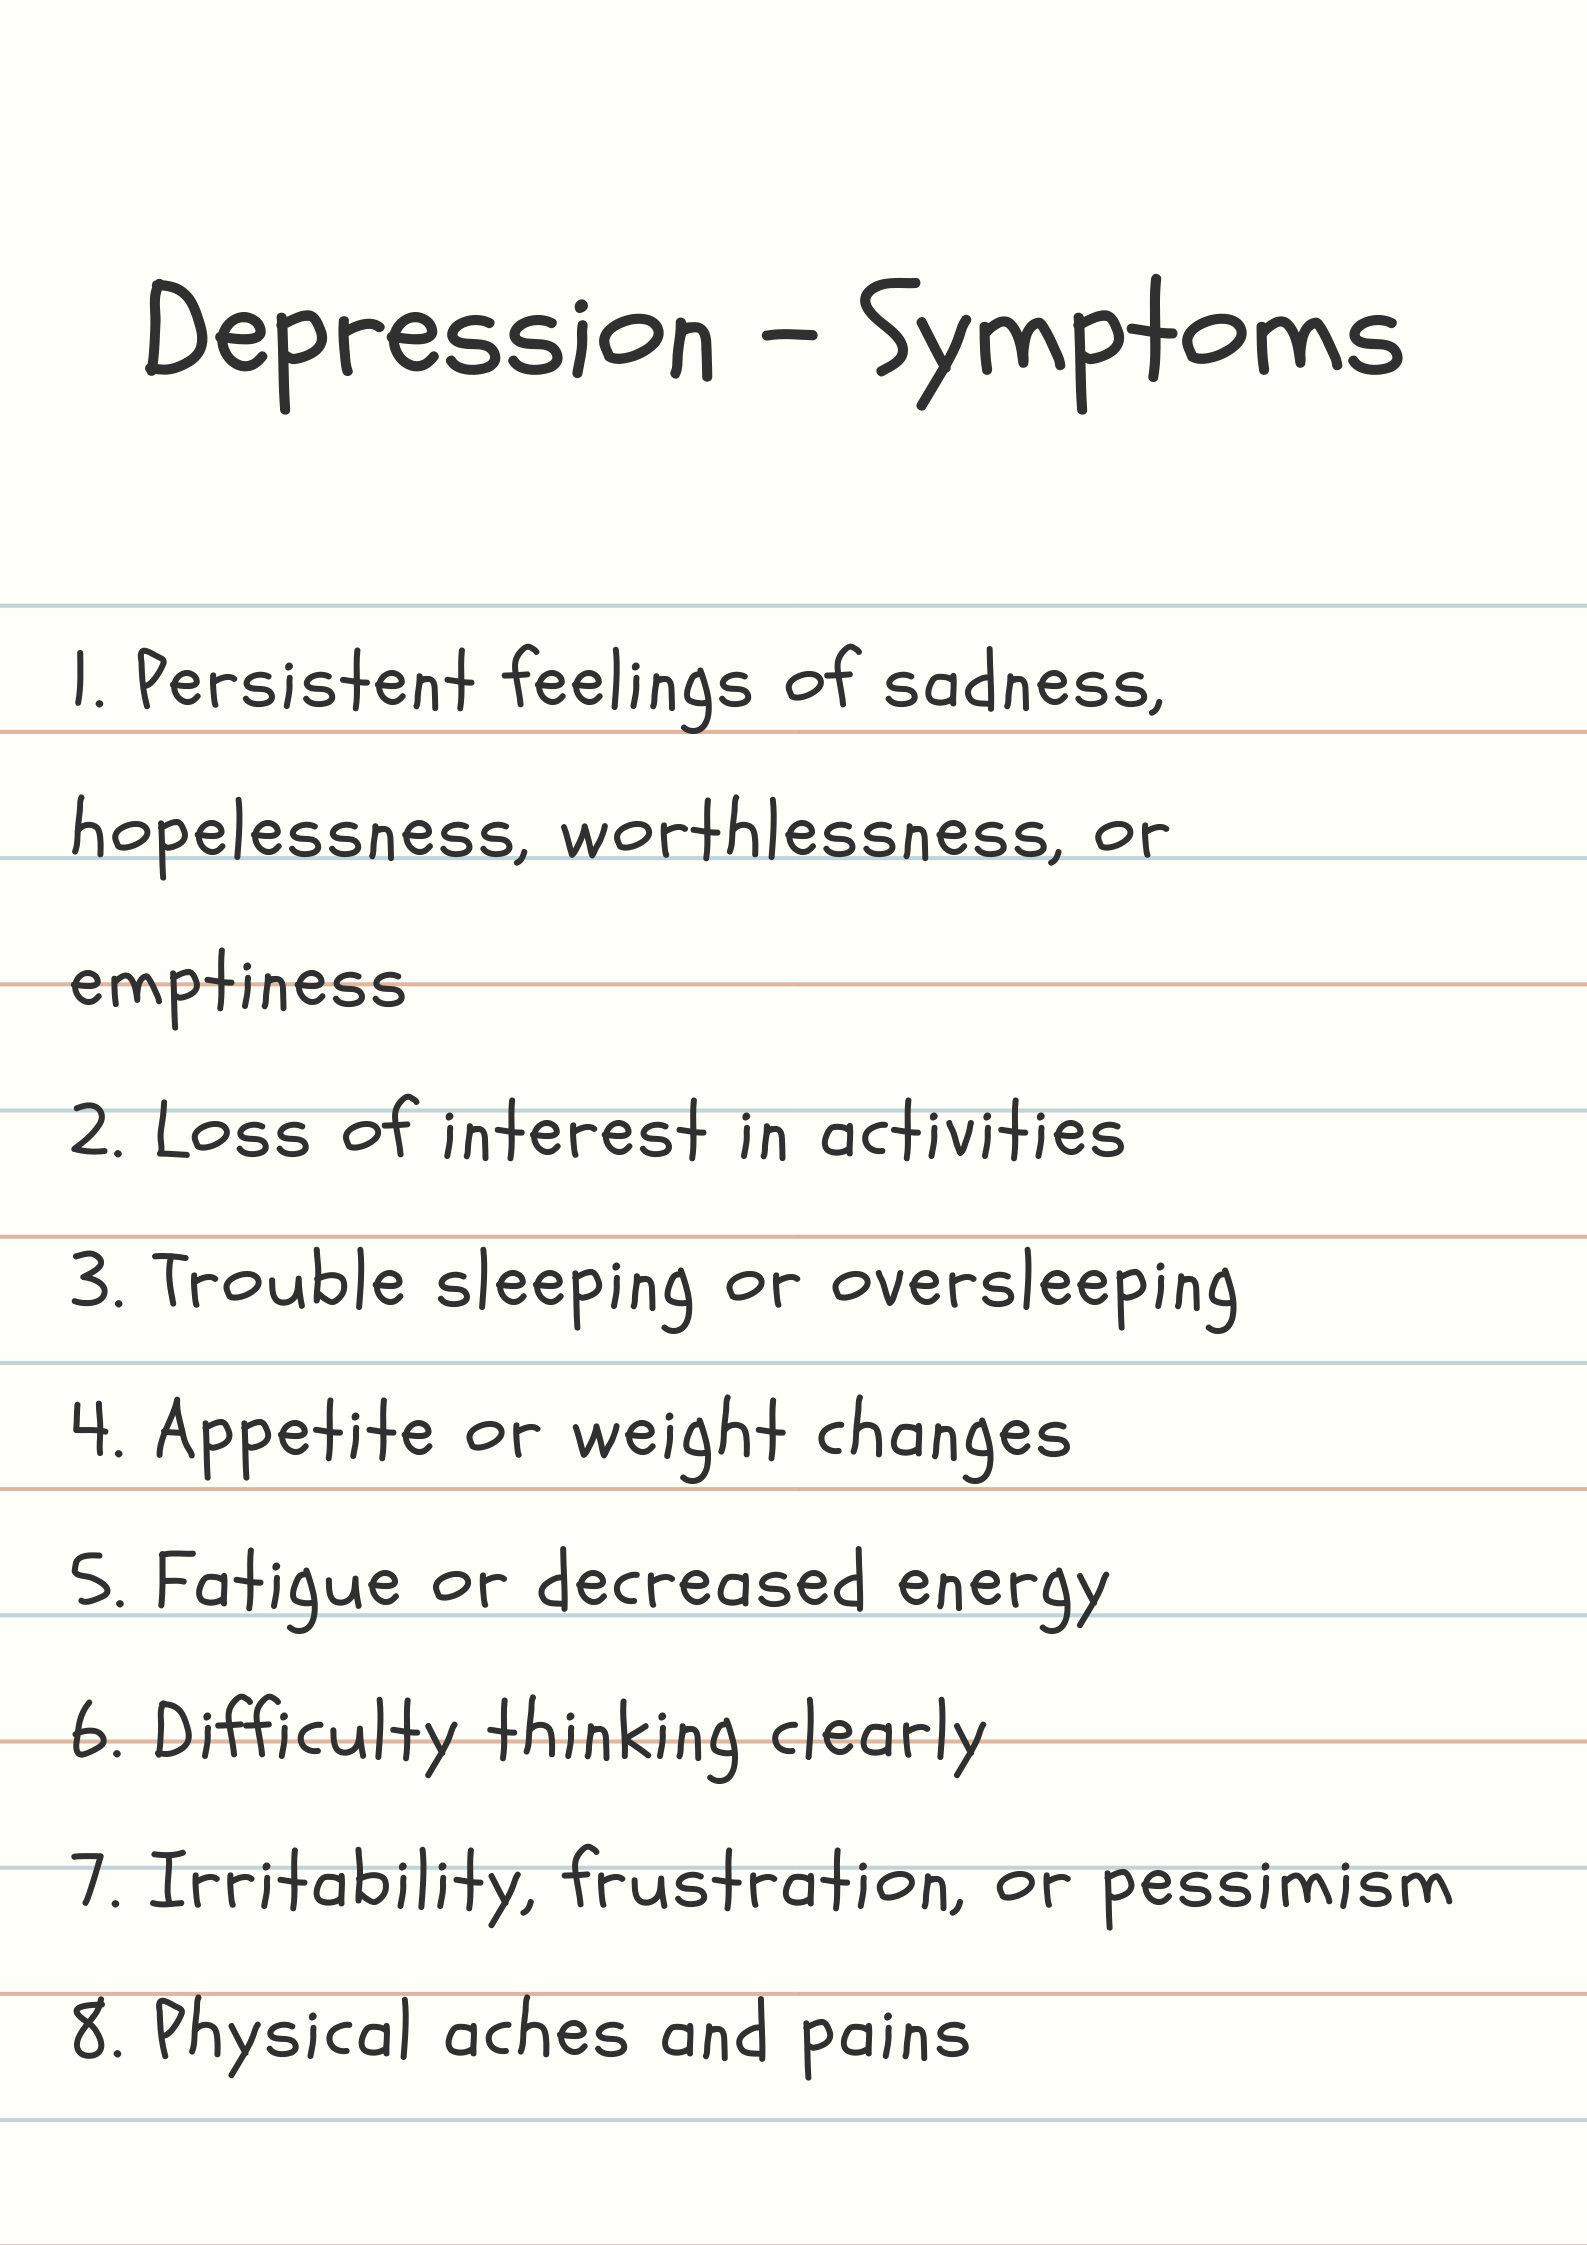 Depression - Symptoms
1. Persistent feelings of sadness,
hopelessness, worthlessness, or
emptiness
2. Loss of interest in activities
3. Trouble sleeping or oversleeping
4. Appetite or weight changes
5. Fatigue or decreased energy
6. Difficulty thinking clearly
7. Irritability, frustration, or pessimism
8. Physical aches and pains